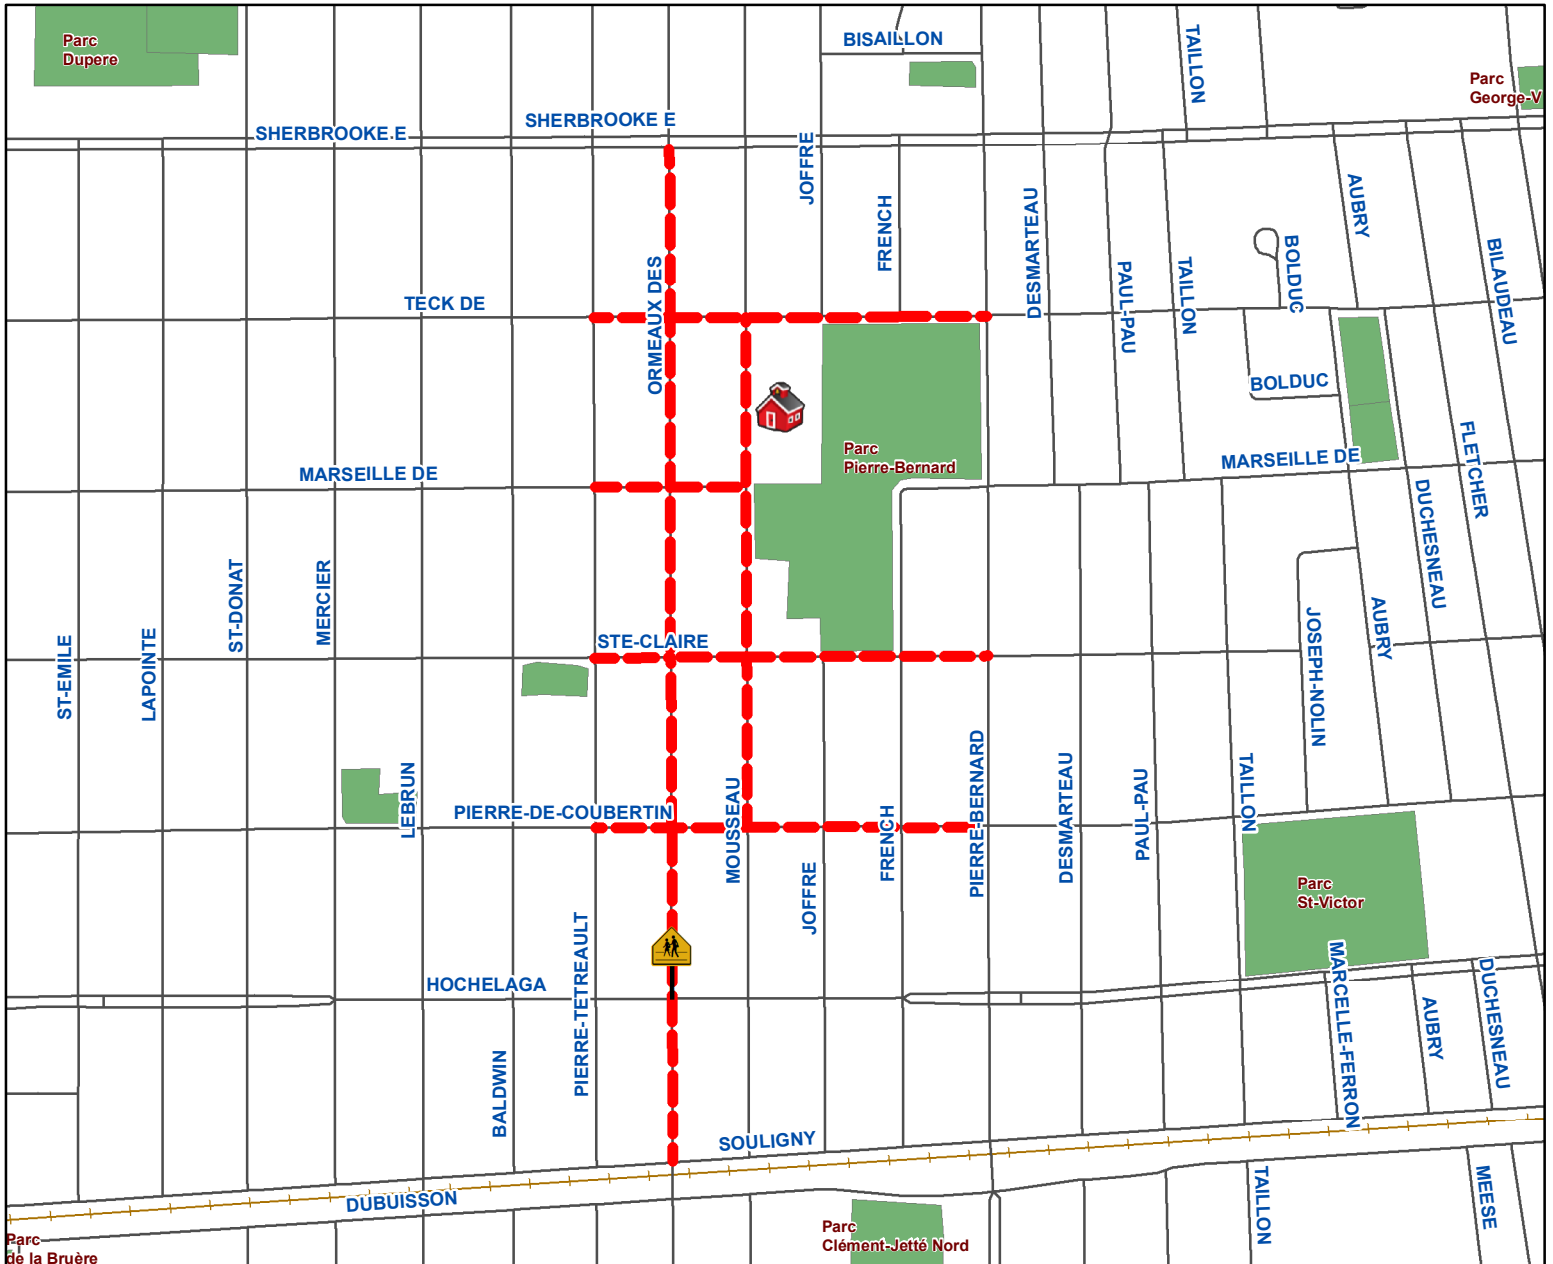 Parc
Dupere
BISAILLON
TAILLON
Parc
George-V
SHERBROOKE E
SHERBROOKE E
JOFFRE
FRENCH
DESMARTEAU
AUBRY
BOLDUC
BILAUDEAU
ORMEAUX DES
PAUL-PAU
TAILLON
TECK DE
BOLDUC
Parc
Pierre-Bernard
MARSEILLE DE
MARSEILLE DE
FLETCHER
DUCHESNEAU
ST-DONAT
MERCIER
ST-EMILE
LAPOINTE
STE-CLAIRE
JOSEPH-NOLIN
AUBRY
LEBRUN
PIERRE-DE-COUBERTIN
MOUSSEAU
JOFFRE
FRENCH
PIERRE-BERNARD
DESMARTEAU
PAUL-PAU
TAILLON
Parc
St-Victor
PIERRE-TETREAULT
HOCHELAGA
BALDWIN
MARCELLE-FERRON
AUBRY
DUCHESNEAU
SOULIGNY
DUBUISSON
TAILLON
MEESE
Parc
Clément-Jetté Nord
Parc
de la Bruère